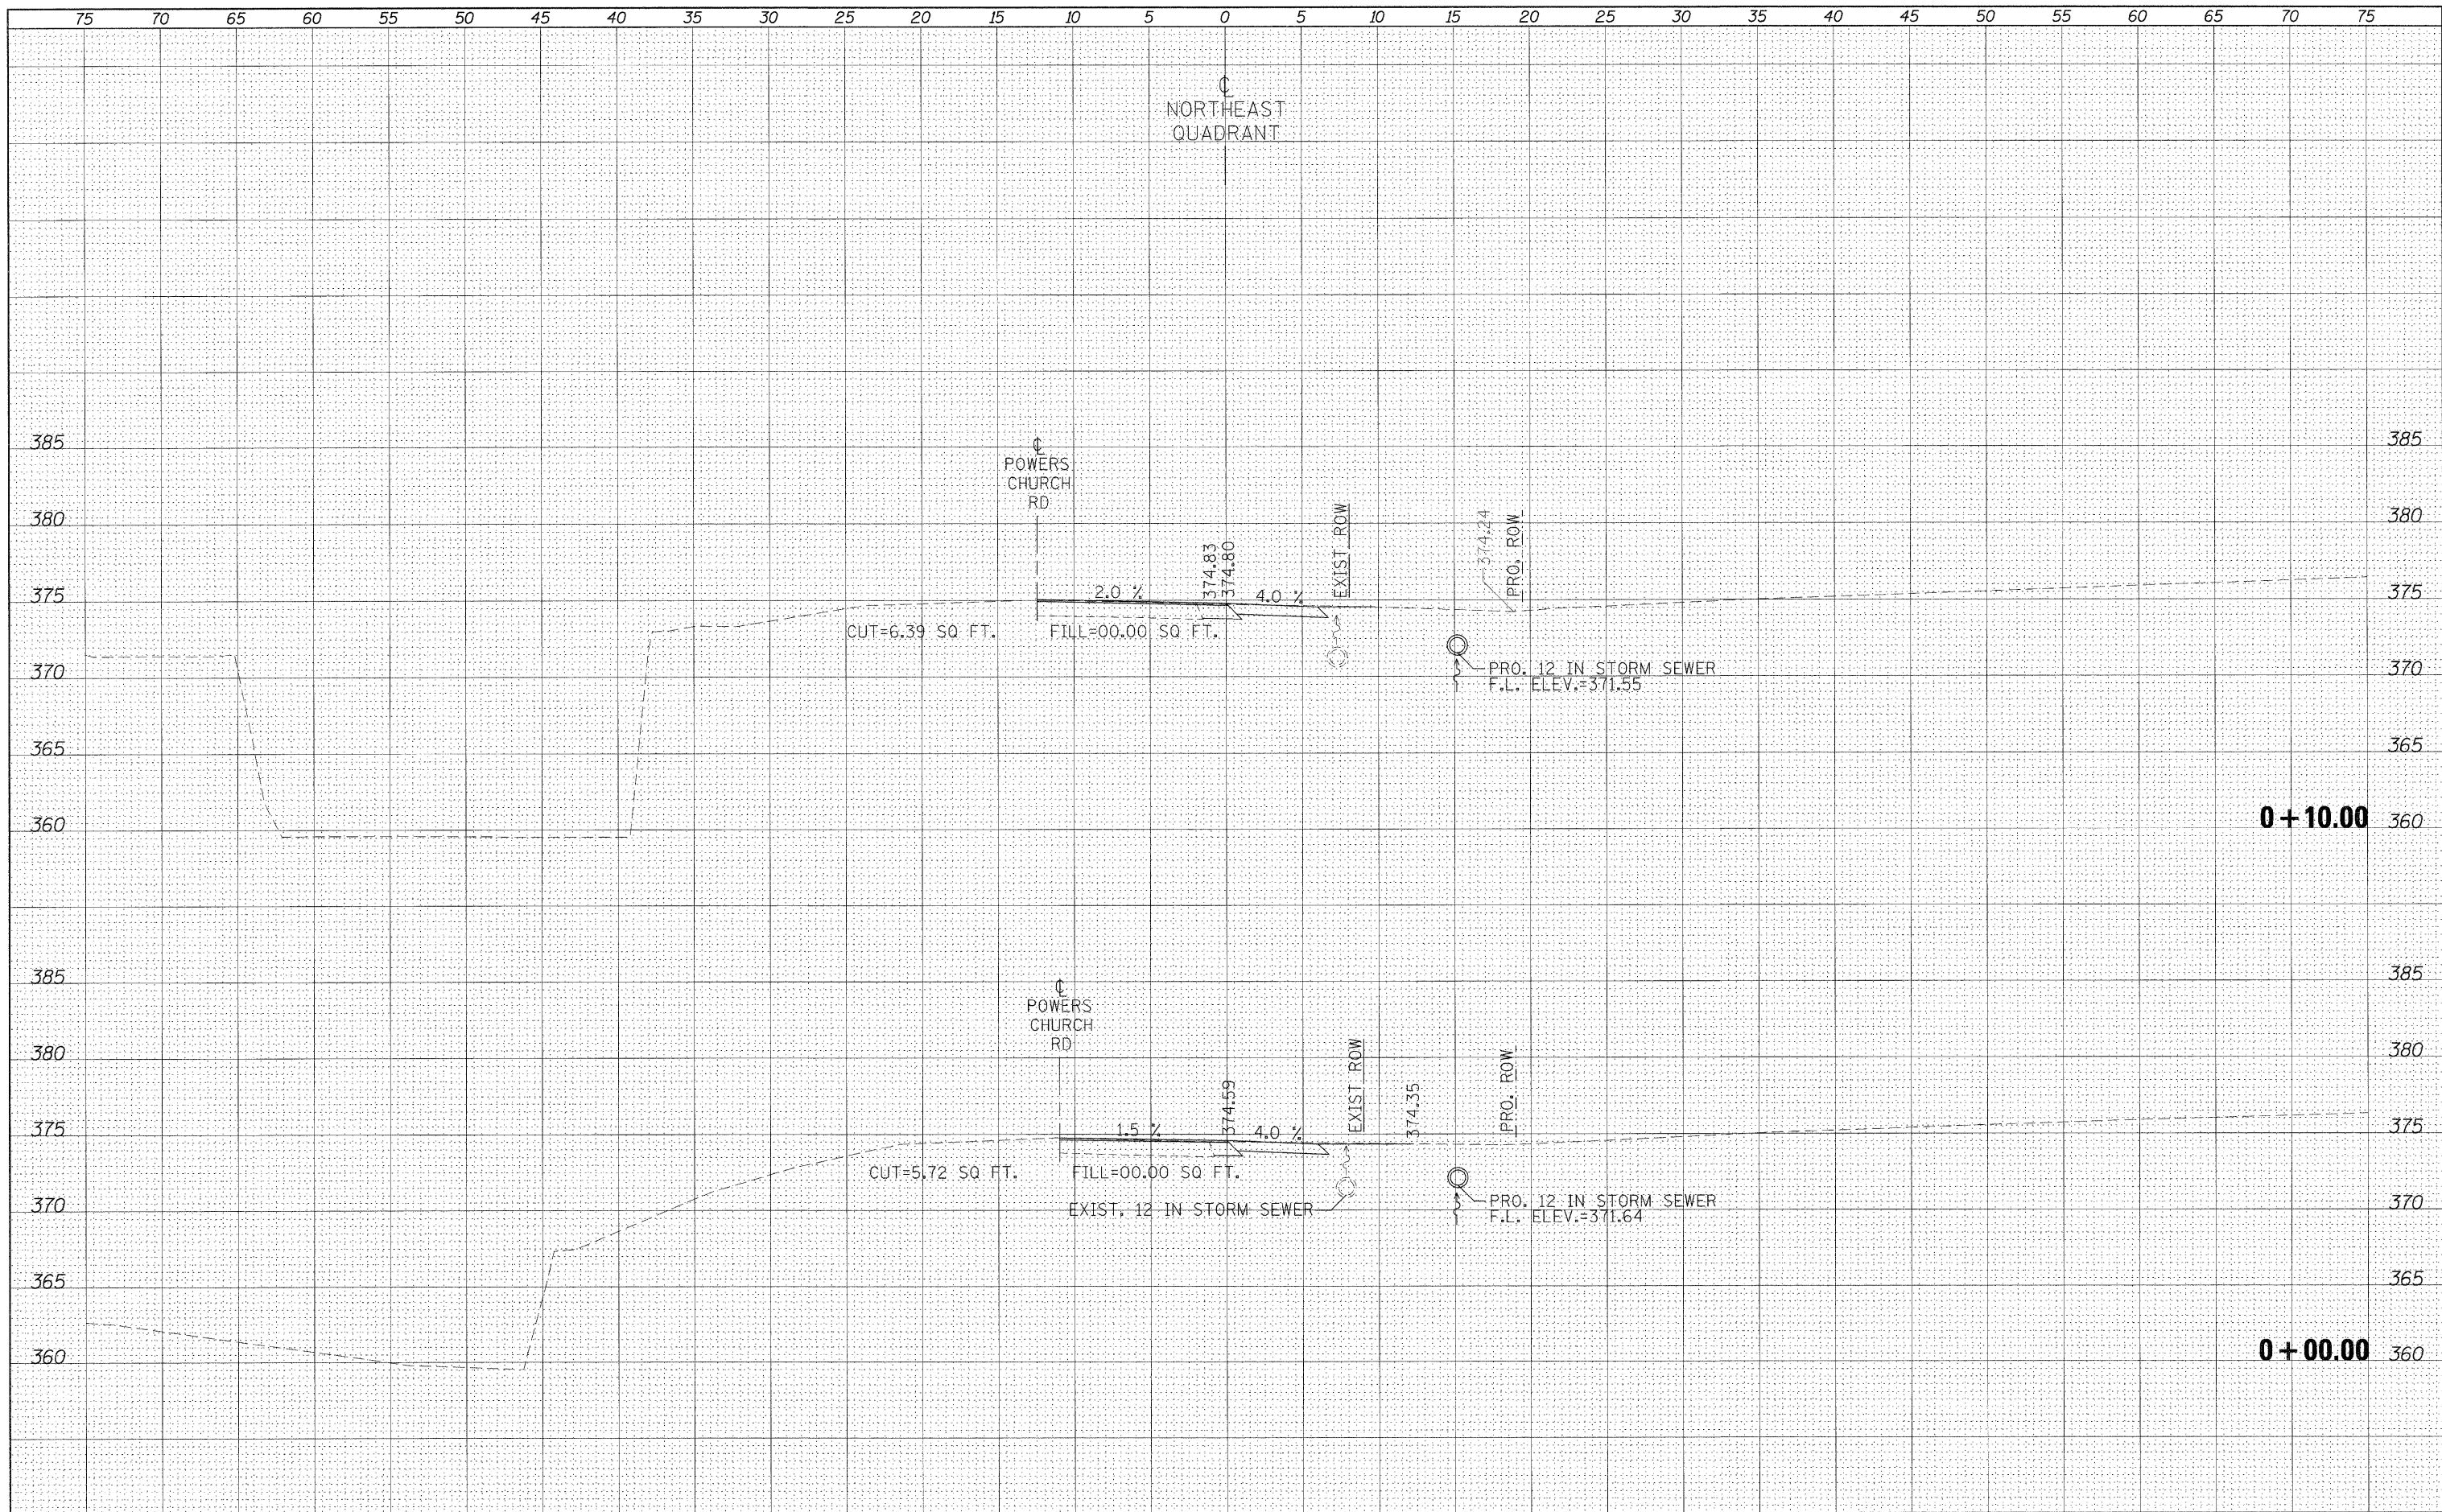 75 70 65 60 55 50 45 40 35 30 25 20 15 10 5 0 5 10 15 20 25 30 35 40 45 50 55 60 65 70 75
℄
NORTHEAST
QUADRANT
385 385
℄
POWERS
CHURCH
RD
380 380
374.83
374.80
EXIST ROW
374.24
PRO. ROW
375 2.0 % 4.0 % 375
CUT=6.39 SQ FT. FILL=00.00 SQ FT.
370 370
PRO. 12 IN STORM SEWER
F.L. ELEV.=371.55
365 365
360 0+10.00 360
385 385
℄
POWERS
CHURCH
RD
380 380
374.59
EXIST ROW
374.35
PRO. ROW
375 1.5 % 4.0 % 375
CUT=5.72 SQ FT. FILL=00.00 SQ FT.
370 370
EXIST. 12 IN STORM SEWER
PRO. 12 IN STORM SEWER
F.L. ELEV.=371.64
365 365
360 0+00.00 360